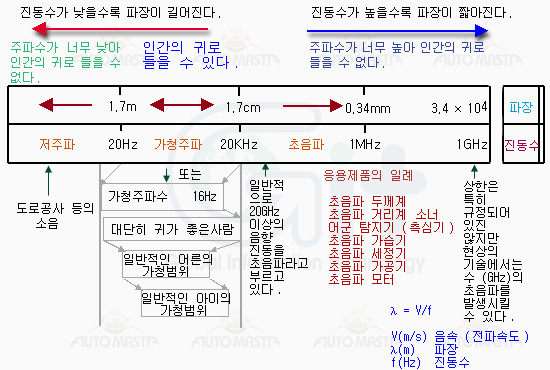 진동수가 낮을수록 파장이 길어진다.
진동수가 높을수록 파장이 짧아진다.
주파수가 너무 낮아
인간의 귀로 들을 수
없다.
인간의 귀로
들을 수 있다.
주파수가 너무 높아 인간의 귀로
들을 수 없다.
1.7m
1.7cm
0.34mm
3.4 × 10⁴
파장
저주파
20Hz
가청주파
20KHz
초음파
1MHz
1GHz
진동수
도로공사 등의
소음
또는
가청주파수 16Hz
대단히 귀가 좋은사람
일반적인 어른의
가청범위
일반적인 아이의
가청범위
일반적
으로
20GHz
이상의
음향
진동을
초음파라고
부르고
있다.
응용제품의 일례
초음파 두께계
초음파 거리계 소너
어군 탐지기 (측심기)
초음파 가습기
초음파 세정기
초음파 가공기
초음파 모터
상한은
특히
규정되어
있진
않지만
현상의
기술에서는
수 (GHz)의
초음파를
발생시킬
수 있다.
λ = V/f
V(m/s) 음속 (전파속도)
λ(m) 파장
f(Hz) 진동수
AUTO MASTA
AUTO MASTA
AUTO MASTA
AUTO MASTA